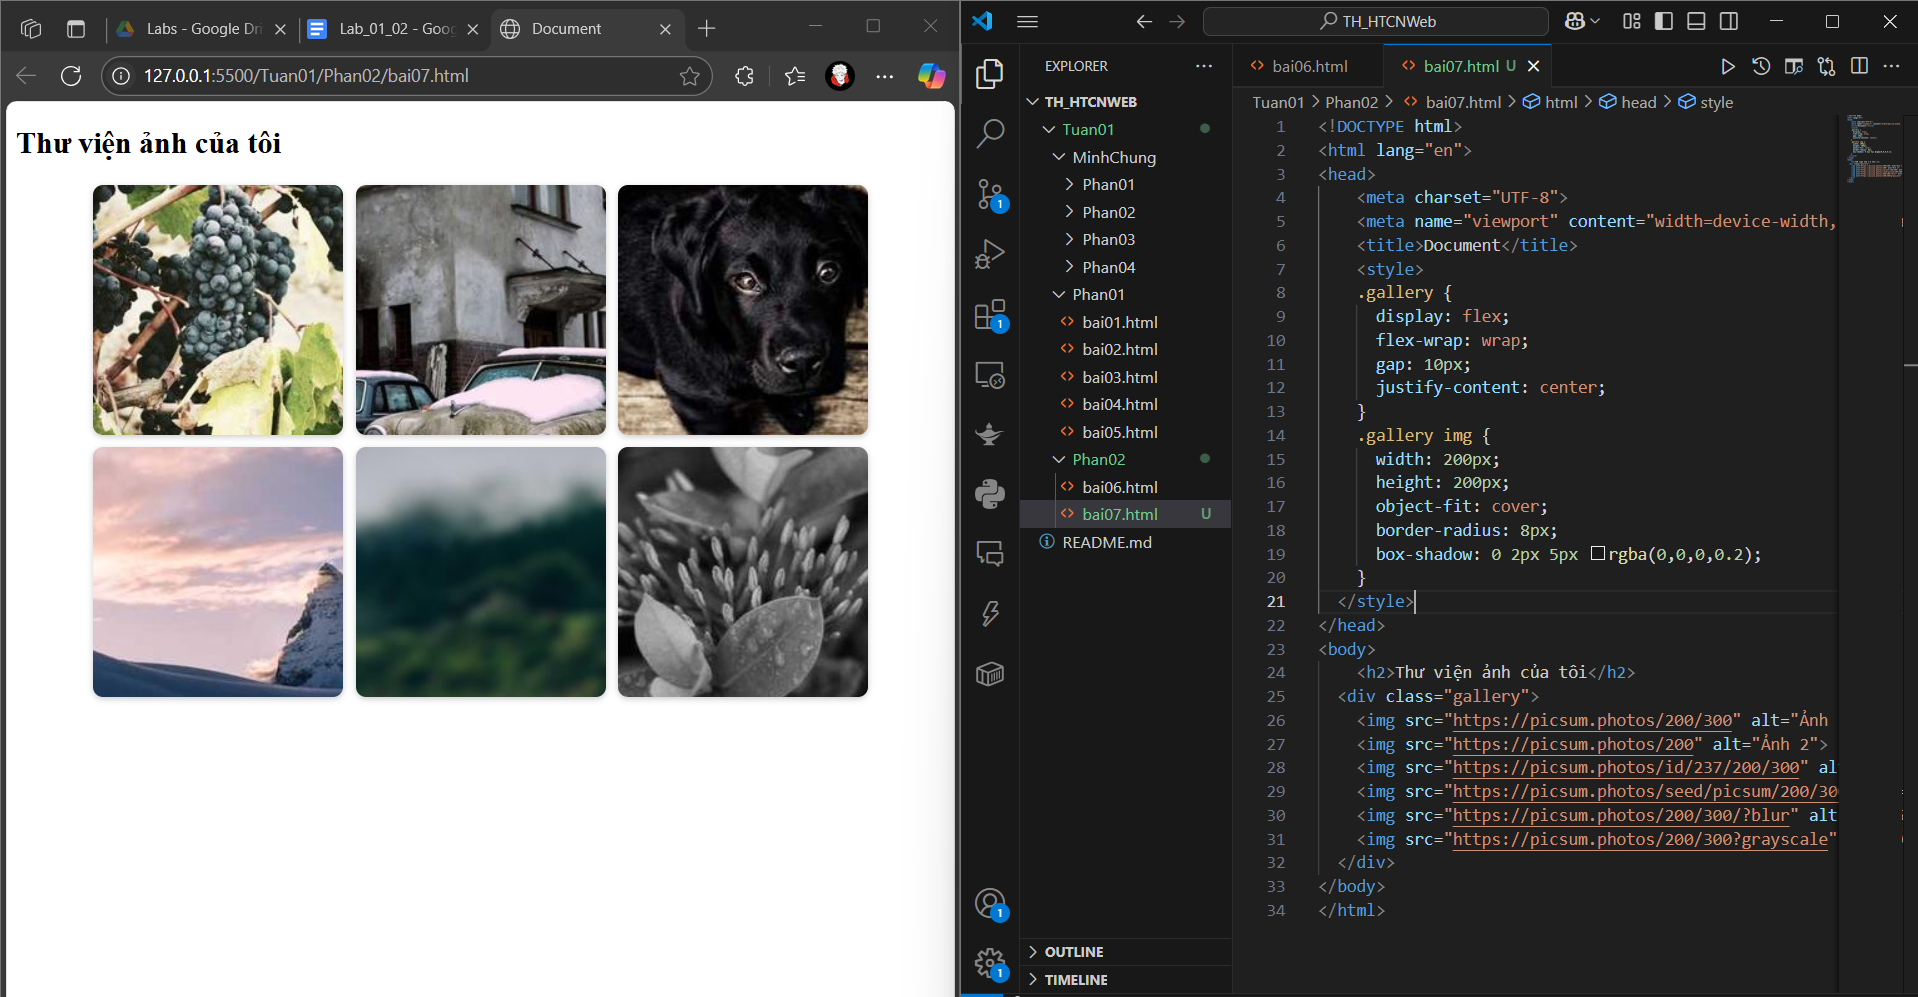 Labs - Google Dri
Lab_01_02 - Goog
Document
127.0.0.1:5500/Tuan01/Phan02/bai07.html
Thư viện ảnh của tôi
TH_HTCNWeb
EXPLORER
TH_HTCNWEB
Tuan01
MinhChung
Phan01
Phan02
Phan03
Phan04
Phan01
bai01.html
bai02.html
bai03.html
bai04.html
bai05.html
Phan02
bai06.html
bai07.html U
README.md
OUTLINE
TIMELINE
1
1
1
1
bai06.html
bai07.html U
Tuan01 > Phan02 > bai07.html > html > head > style
1 <!DOCTYPE html>
2 <html lang="en">
3 <head>
4 <meta charset="UTF-8">
5 <meta name="viewport" content="width=device-width,
6 <title>Document</title>
7 <style>
8 .gallery {
9 display: flex;
10 flex-wrap: wrap;
11 gap: 10px;
12 justify-content: center;
13 }
14 .gallery img {
15 width: 200px;
16 height: 200px;
17 object-fit: cover;
18 border-radius: 8px;
19 box-shadow: 0 2px 5px rgba(0,0,0,0.2);
20 }
21 </style>
22 </head>
23 <body>
24 <h2>Thư viện ảnh của tôi</h2>
25 <div class="gallery">
26 <img src="https://picsum.photos/200/300" alt="Ảnh
27 <img src="https://picsum.photos/200" alt="Ảnh 2">
28 <img src="https://picsum.photos/id/237/200/300" al
29 <img src="https://picsum.photos/seed/picsum/200/30
30 <img src="https://picsum.photos/200/300/?blur" alt
31 <img src="https://picsum.photos/200/300?grayscale"
32 </div>
33 </body>
34 </html>